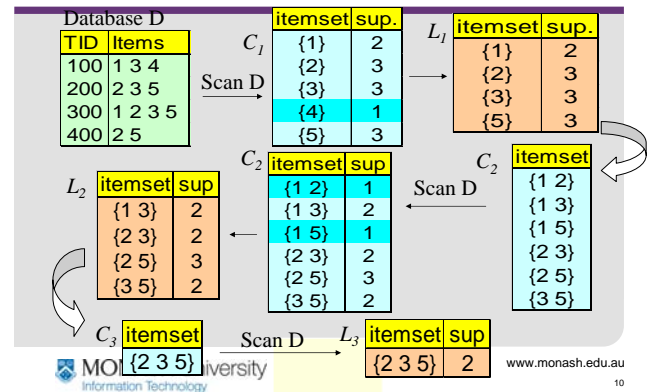 Database D
TID Items
100 1 3 4
200 2 3 5
300 1 2 3 5
400 2 5
Scan D
C1
itemset sup.
{1} 2
{2} 3
{3} 3
{4} 1
{5} 3
L1
itemset sup.
{1} 2
{2} 3
{3} 3
{5} 3
C2
itemset
{1 2}
{1 3}
{1 5}
{2 3}
{2 5}
{3 5}
Scan D
C2
itemset sup
{1 2} 1
{1 3} 2
{1 5} 1
{2 3} 2
{2 5} 3
{3 5} 2
L2
itemset sup
{1 3} 2
{2 3} 2
{2 5} 3
{3 5} 2
C3
itemset
{2 3 5}
Scan D
L3
itemset sup
{2 3 5} 2
Information Technology
www.monash.edu.au
10